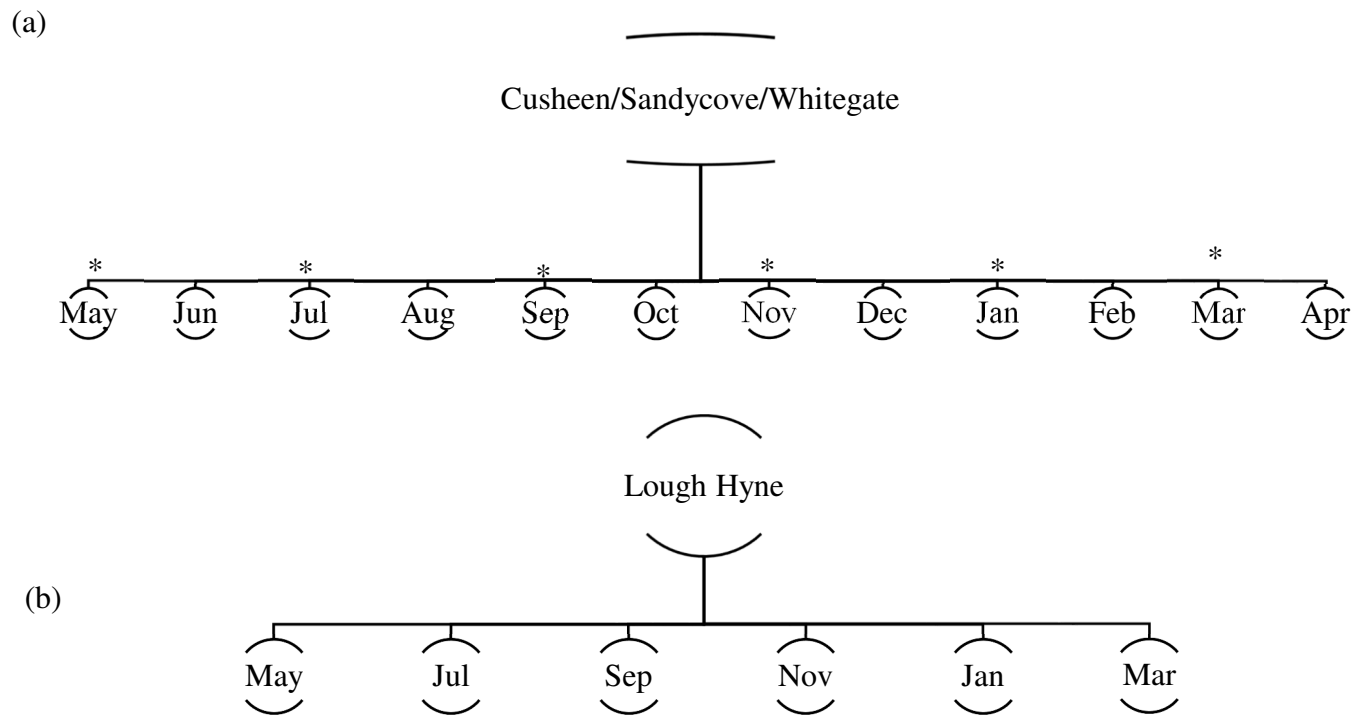 (a)
Cusheen/Sandycove/Whitegate
* * * * * *
May Jun Jul Aug Sep Oct Nov Dec Jan Feb Mar Apr
Lough Hyne
(b)
May Jul Sep Nov Jan Mar